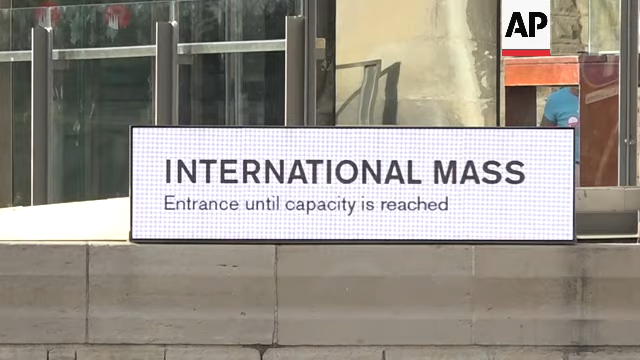 AP
INTERNATIONAL MASS
Entrance until capacity is reached